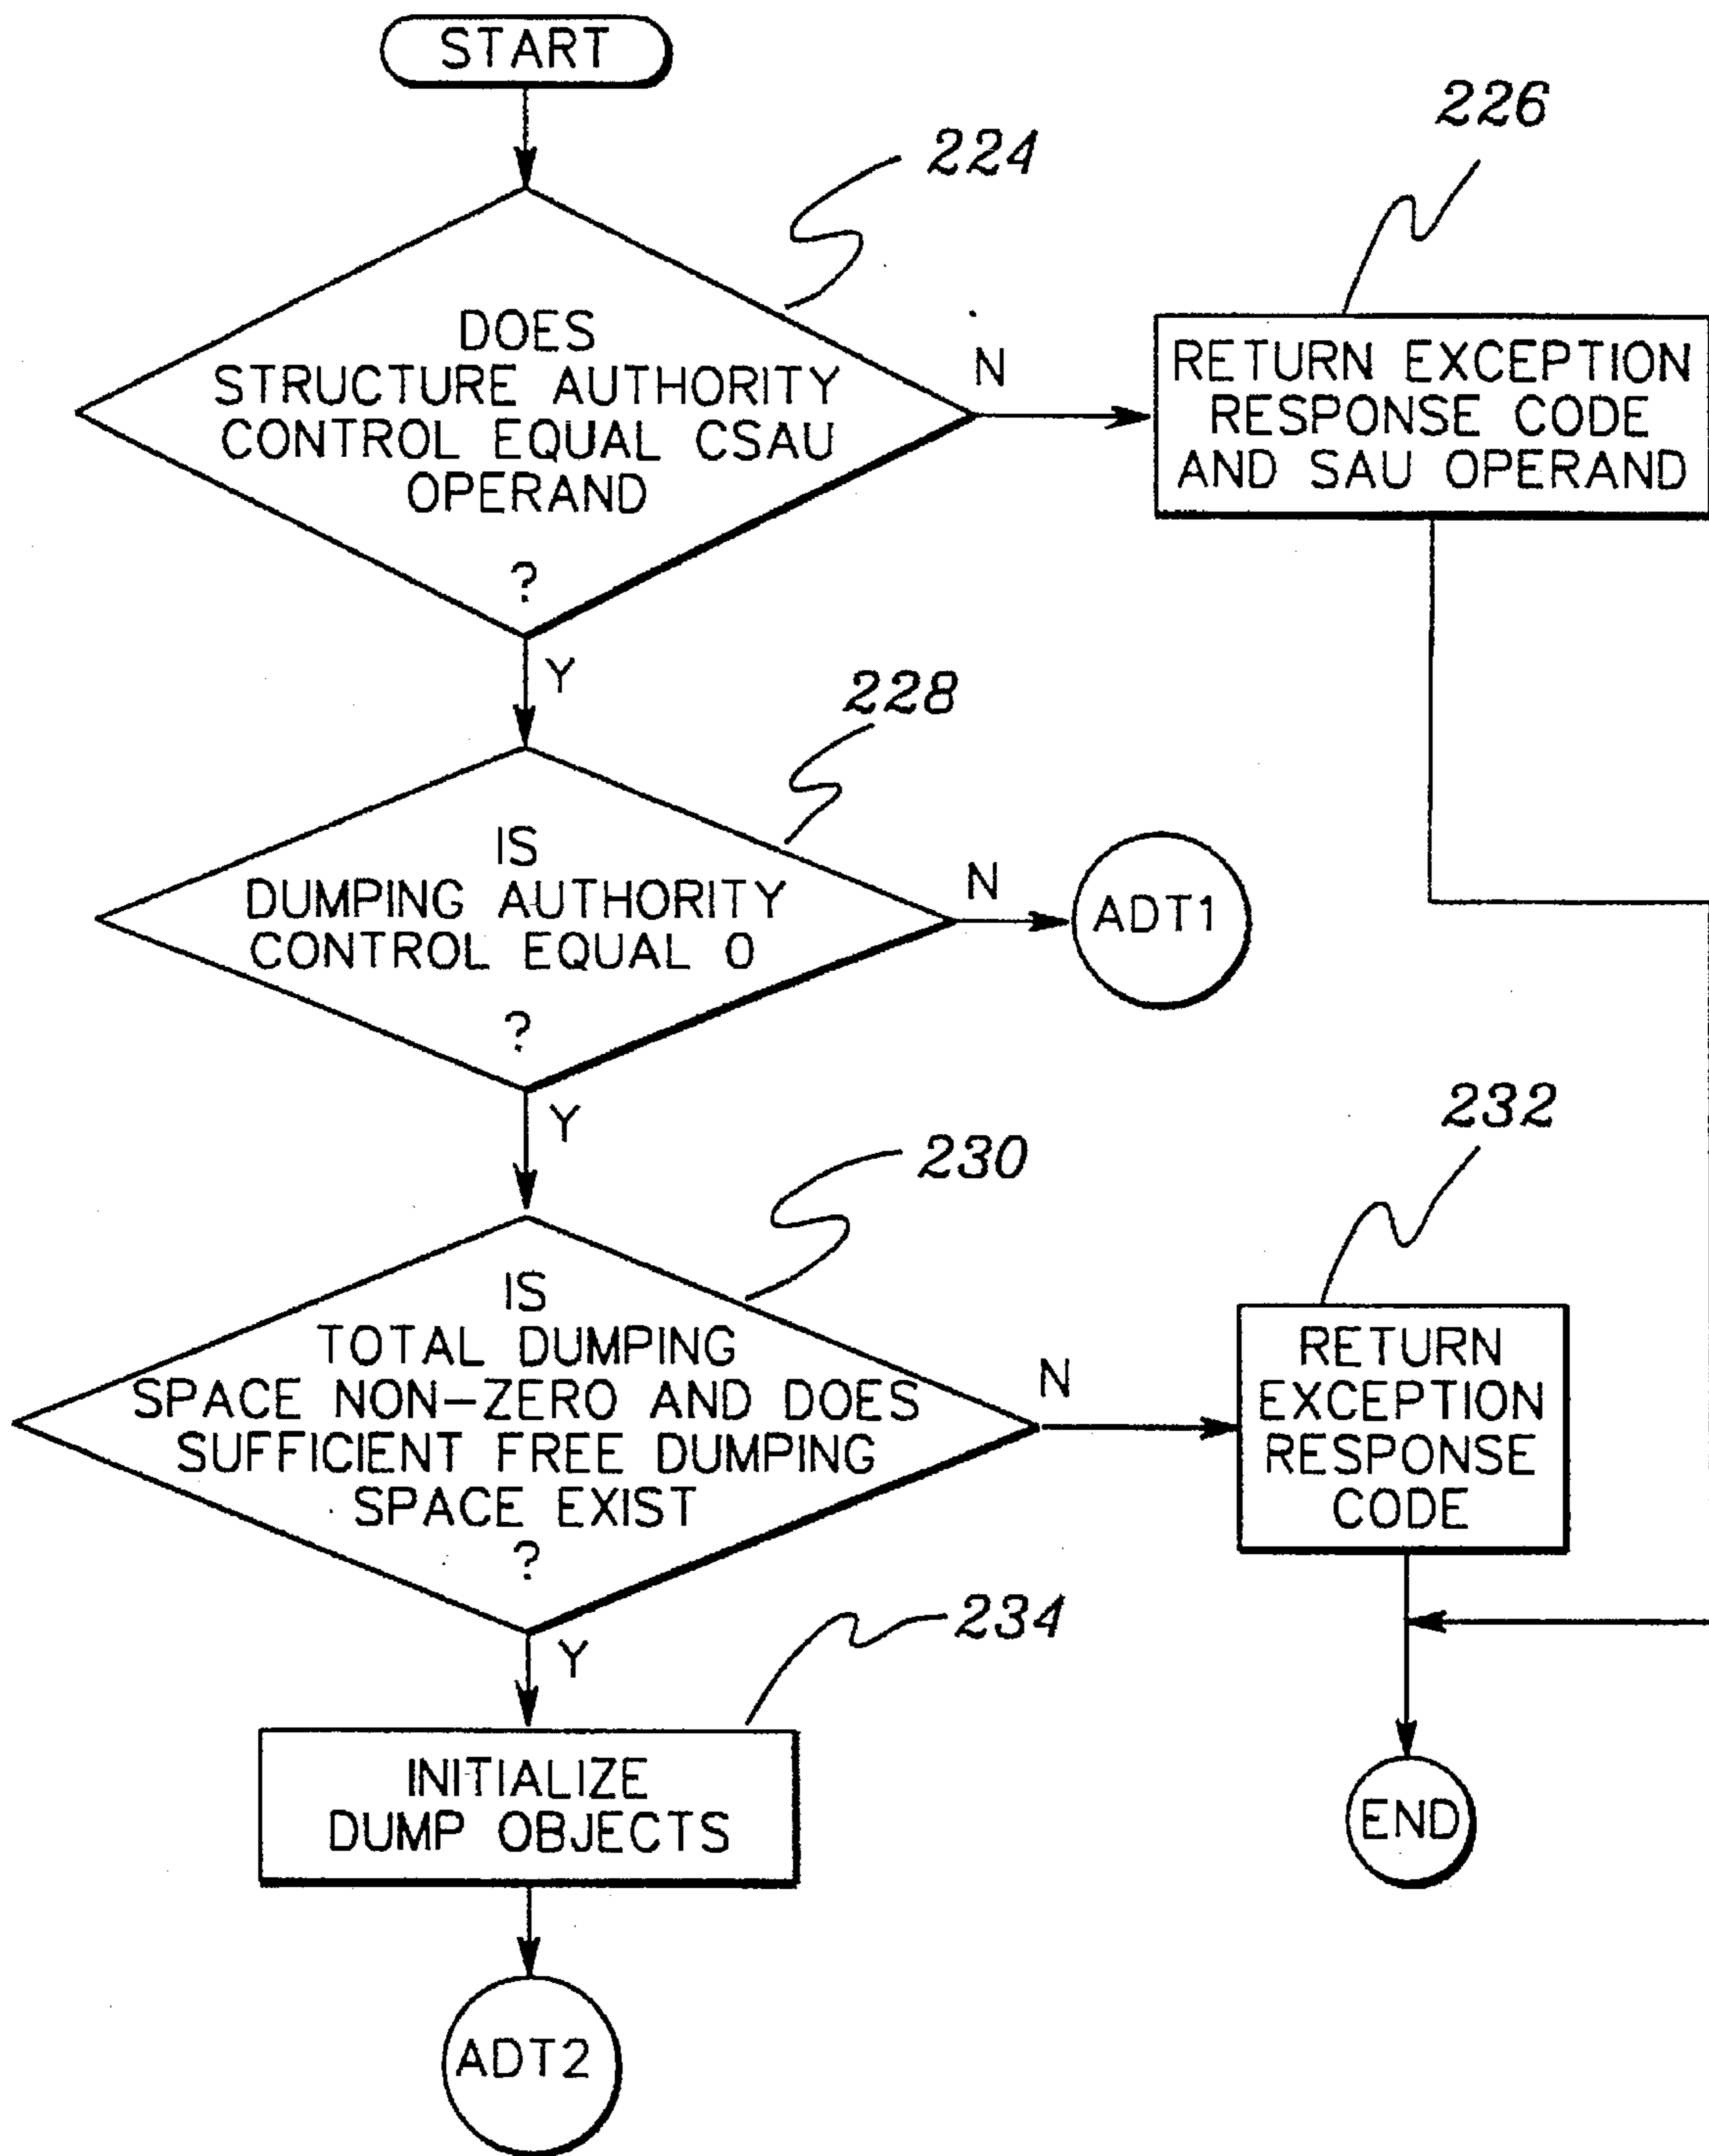 START
224
226
DOES
STRUCTURE AUTHORITY
CONTROL EQUAL CSAU
OPERAND
?
N
RETURN EXCEPTION
RESPONSE CODE
AND SAU OPERAND
Y
228
IS
DUMPING AUTHORITY
CONTROL EQUAL 0
?
N
ADT1
Y
230
232
IS
TOTAL DUMPING
SPACE NON-ZERO AND DOES
SUFFICIENT FREE DUMPING
SPACE EXIST
?
N
RETURN
EXCEPTION
RESPONSE
CODE
Y
234
INITIALIZE
DUMP OBJECTS
END
ADT2